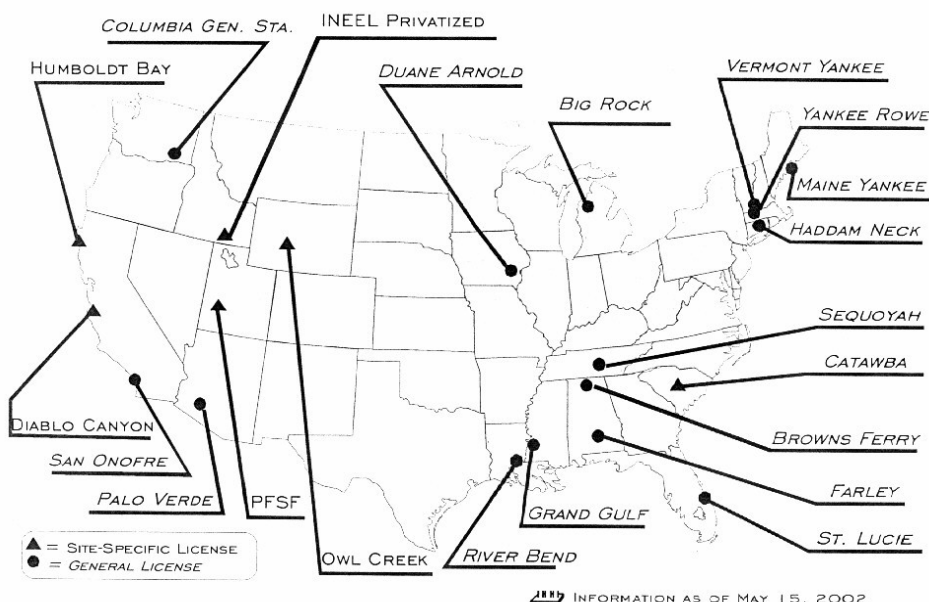 COLUMBIA GEN. STA.
INEEL PRIVATIZED
HUMBOLDT BAY
DUANE ARNOLD
VERMONT YANKEE
BIG ROCK
YANKEE ROWE
MAINE YANKEE
HADDAM NECK
SEQUOYAH
CATAWBA
DIABLO CANYON
BROWNS FERRY
SAN ONOFRE
PALO VERDE
PFSF
GRAND GULF
FARLEY
OWL CREEK
RIVER BEND
ST. LUCIE
▲ = SITE-SPECIFIC LICENSE
● = GENERAL LICENSE
INFORMATION AS OF MAY 15, 2002